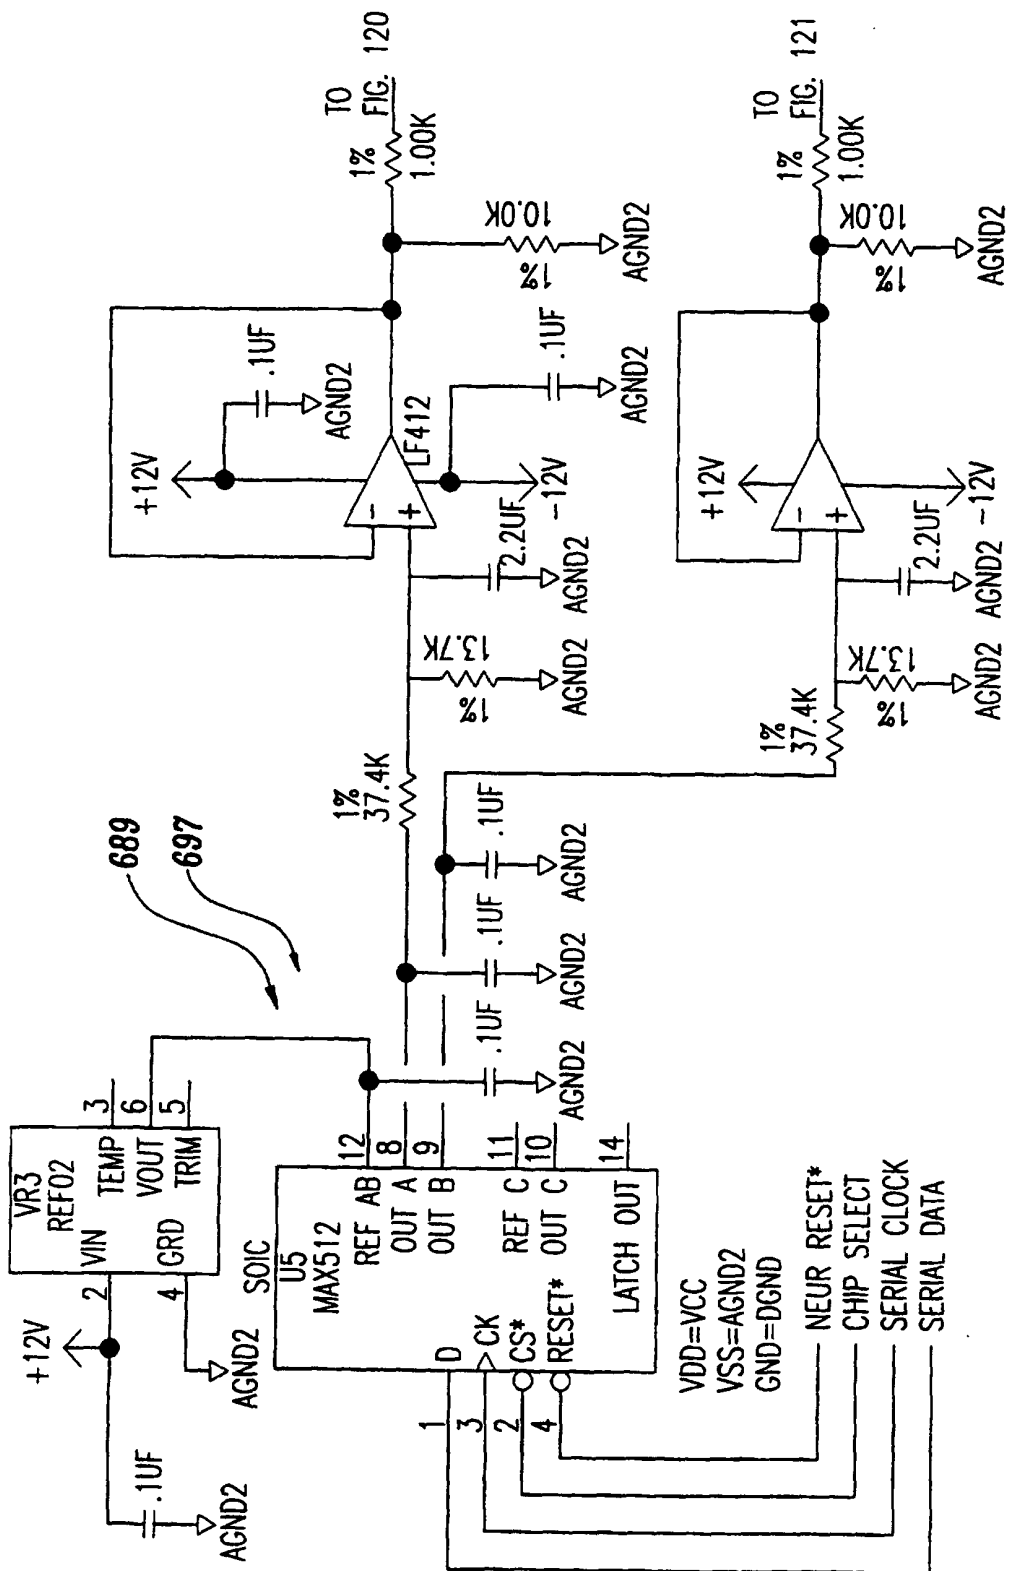 +12V
.1UF
AGND2
2
4
AGND2
VR3
REF02
VIN
GRD
TEMP
VOUT
TRIM
3
6
5
689
697
SOIC
U5
MAX512
REF AB
OUT A
OUT B
REF C
OUT C
LATCH OUT
12
8
9
11
10
14
D
CK
CS*
RESET*
1
3
2
4
VDD=VCC
VSS=AGND2
GND=DGND
NEUR RESET*
CHIP SELECT
SERIAL CLOCK
SERIAL DATA
.1UF
AGND2
.1UF
AGND2
.1UF
AGND2
1%
37.4K
13.7K
1%
AGND2
2.2UF
AGND2
+12V
.1UF
AGND2
-
+
LF412
-12V
.1UF
AGND2
10.0K
1%
AGND2
1%
1.00K
TO
FIG. 120
1%
37.4K
13.7K
1%
AGND2
2.2UF
AGND2
+12V
-
+
-12V
10.0K
1%
AGND2
1%
1.00K
TO
FIG. 121